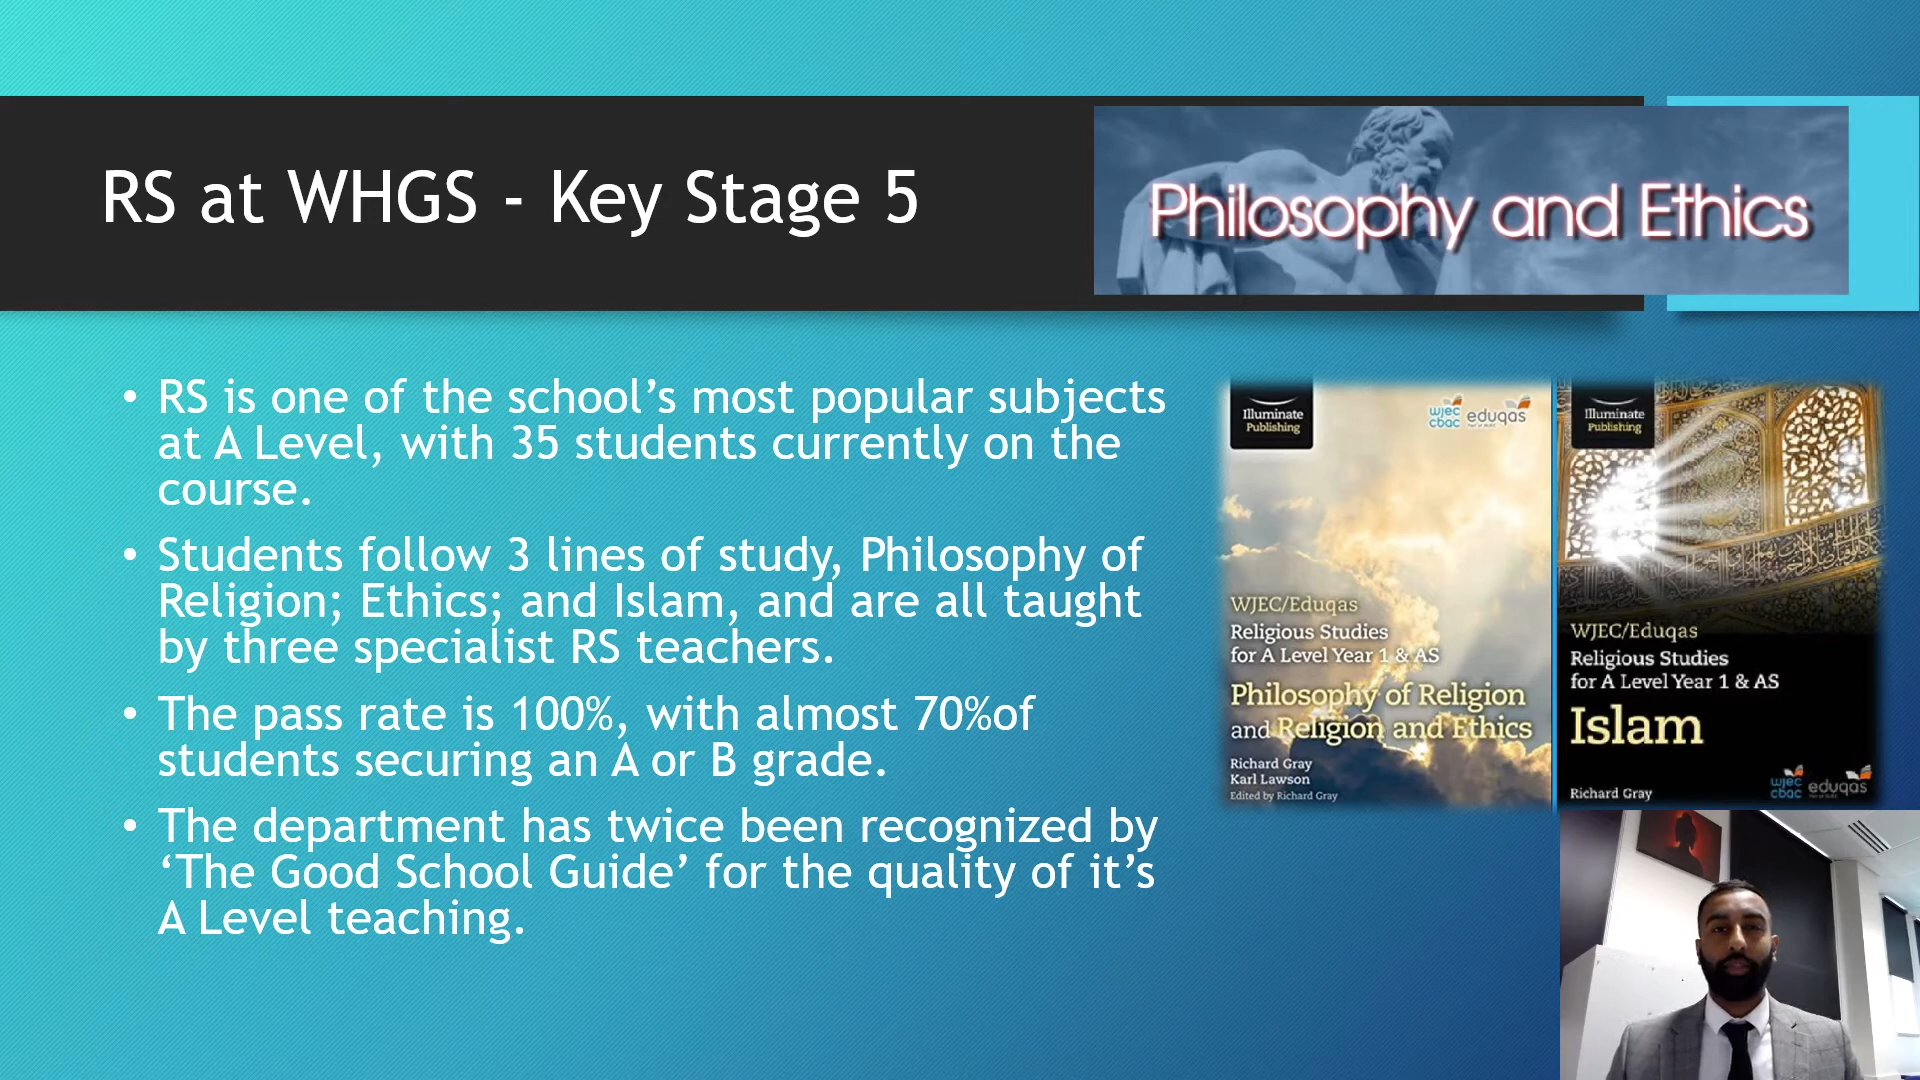 RS at WHGS - Key Stage 5
Philosophy and Ethics
• RS is one of the school’s most popular subjects
at A Level, with 35 students currently on the
course.
• Students follow 3 lines of study, Philosophy of
Religion; Ethics; and Islam, and are all taught
by three specialist RS teachers.
• The pass rate is 100%, with almost 70%of
students securing an A or B grade.
• The department has twice been recognized by
‘The Good School Guide’ for the quality of it’s
A Level teaching.
Illuminate
Publishing
wjec
cbac
eduqas
WJEC/Eduqas
Religious Studies
for A Level Year 1 & AS
Philosophy of Religion
and Religion and Ethics
Richard Gray
Karl Lawson
Edited by Richard Gray
Illuminate
Publishing
WJEC/Eduqas
Religious Studies
for A Level Year 1 & AS
Islam
Richard Gray
wjec
cbac
eduqas